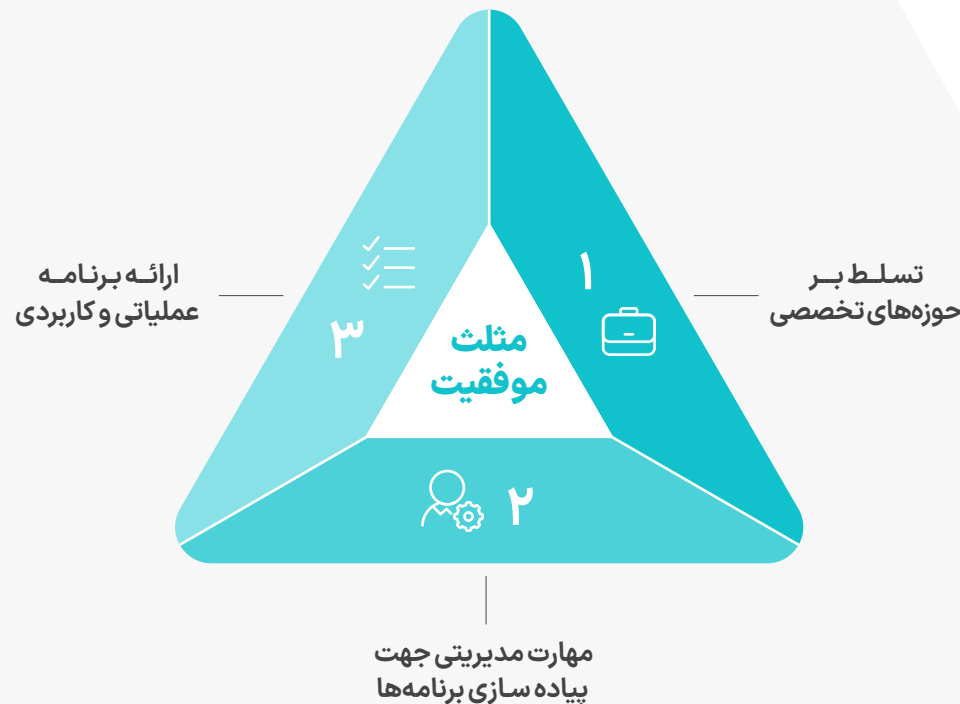 مثلث
موفقیت
۱
تسلط بر
حوزه‌های تخصصی
۲
مهارت مدیریتی جهت
پیاده سازی برنامه‌ها
۳
ارائه برنامه
عملیاتی و کاربردی